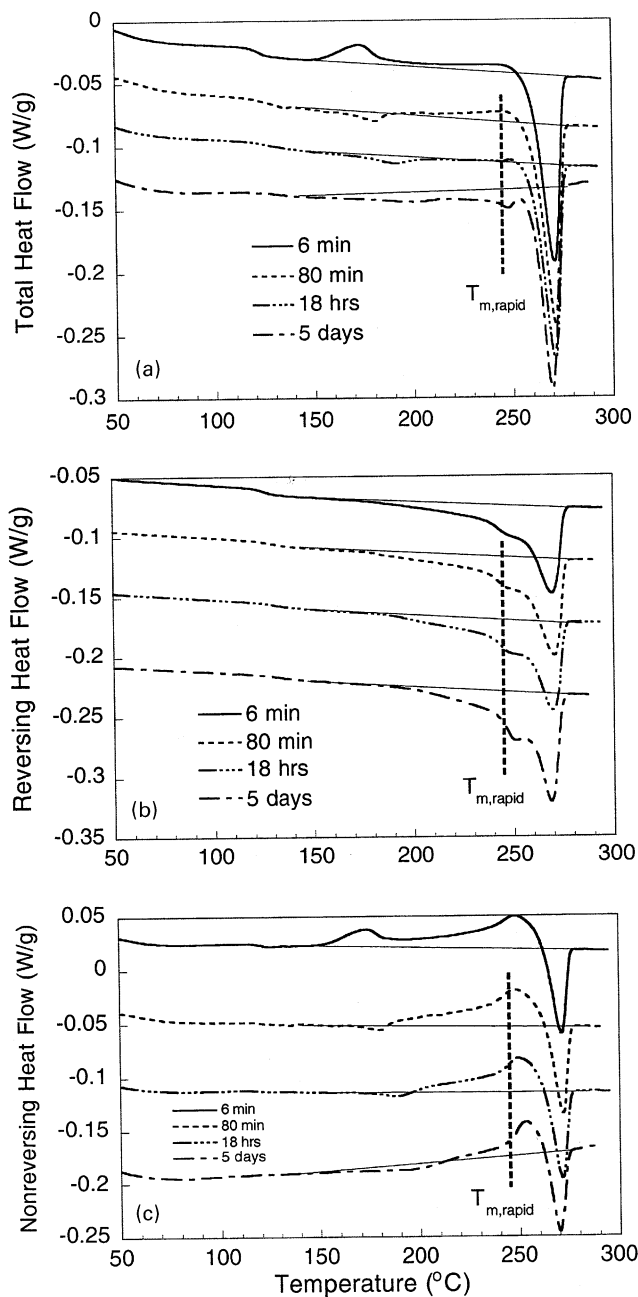 0
-0.05
-0.1
-0.15
-0.2
-0.25
-0.3
Total Heat Flow (W/g)
6 min
80 min
18 hrs
5 days
Tm,rapid
(a)
50 100 150 200 250 300
-0.05
-0.1
-0.15
-0.2
-0.25
-0.3
-0.35
Reversing Heat Flow (W/g)
6 min
80 min
18 hrs
5 days
Tm,rapid
(b)
50 100 150 200 250 300
0.05
0
-0.05
-0.1
-0.15
-0.2
-0.25
Nonreversing Heat Flow (W/g)
6 min
80 min
18 hrs
5 days
Tm,rapid
(c)
50 100 150 200 250 300
Temperature (°C)